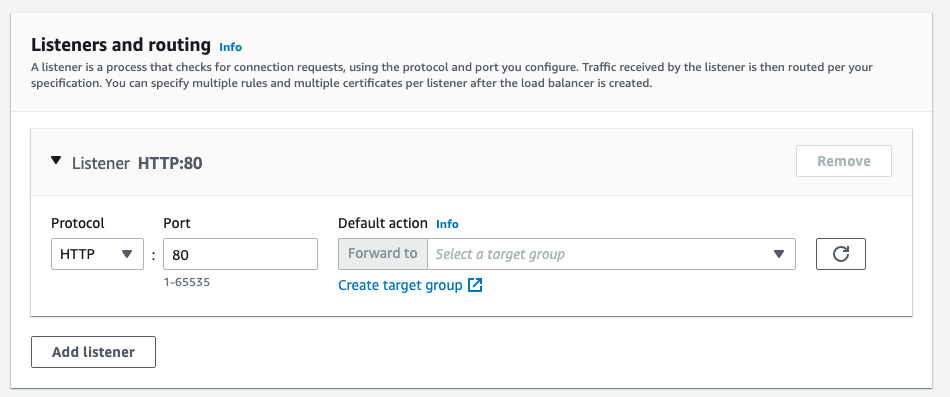 Listeners and routing Info
A listener is a process that checks for connection requests, using the protocol and port you configure. Traffic received by the listener is then routed per your
specification. You can specify multiple rules and multiple certificates per listener after the load balancer is created.
Listener HTTP:80
Remove
Protocol Port Default action Info
HTTP : 80 Forward to Select a target group
1-65535 Create target group
Add listener